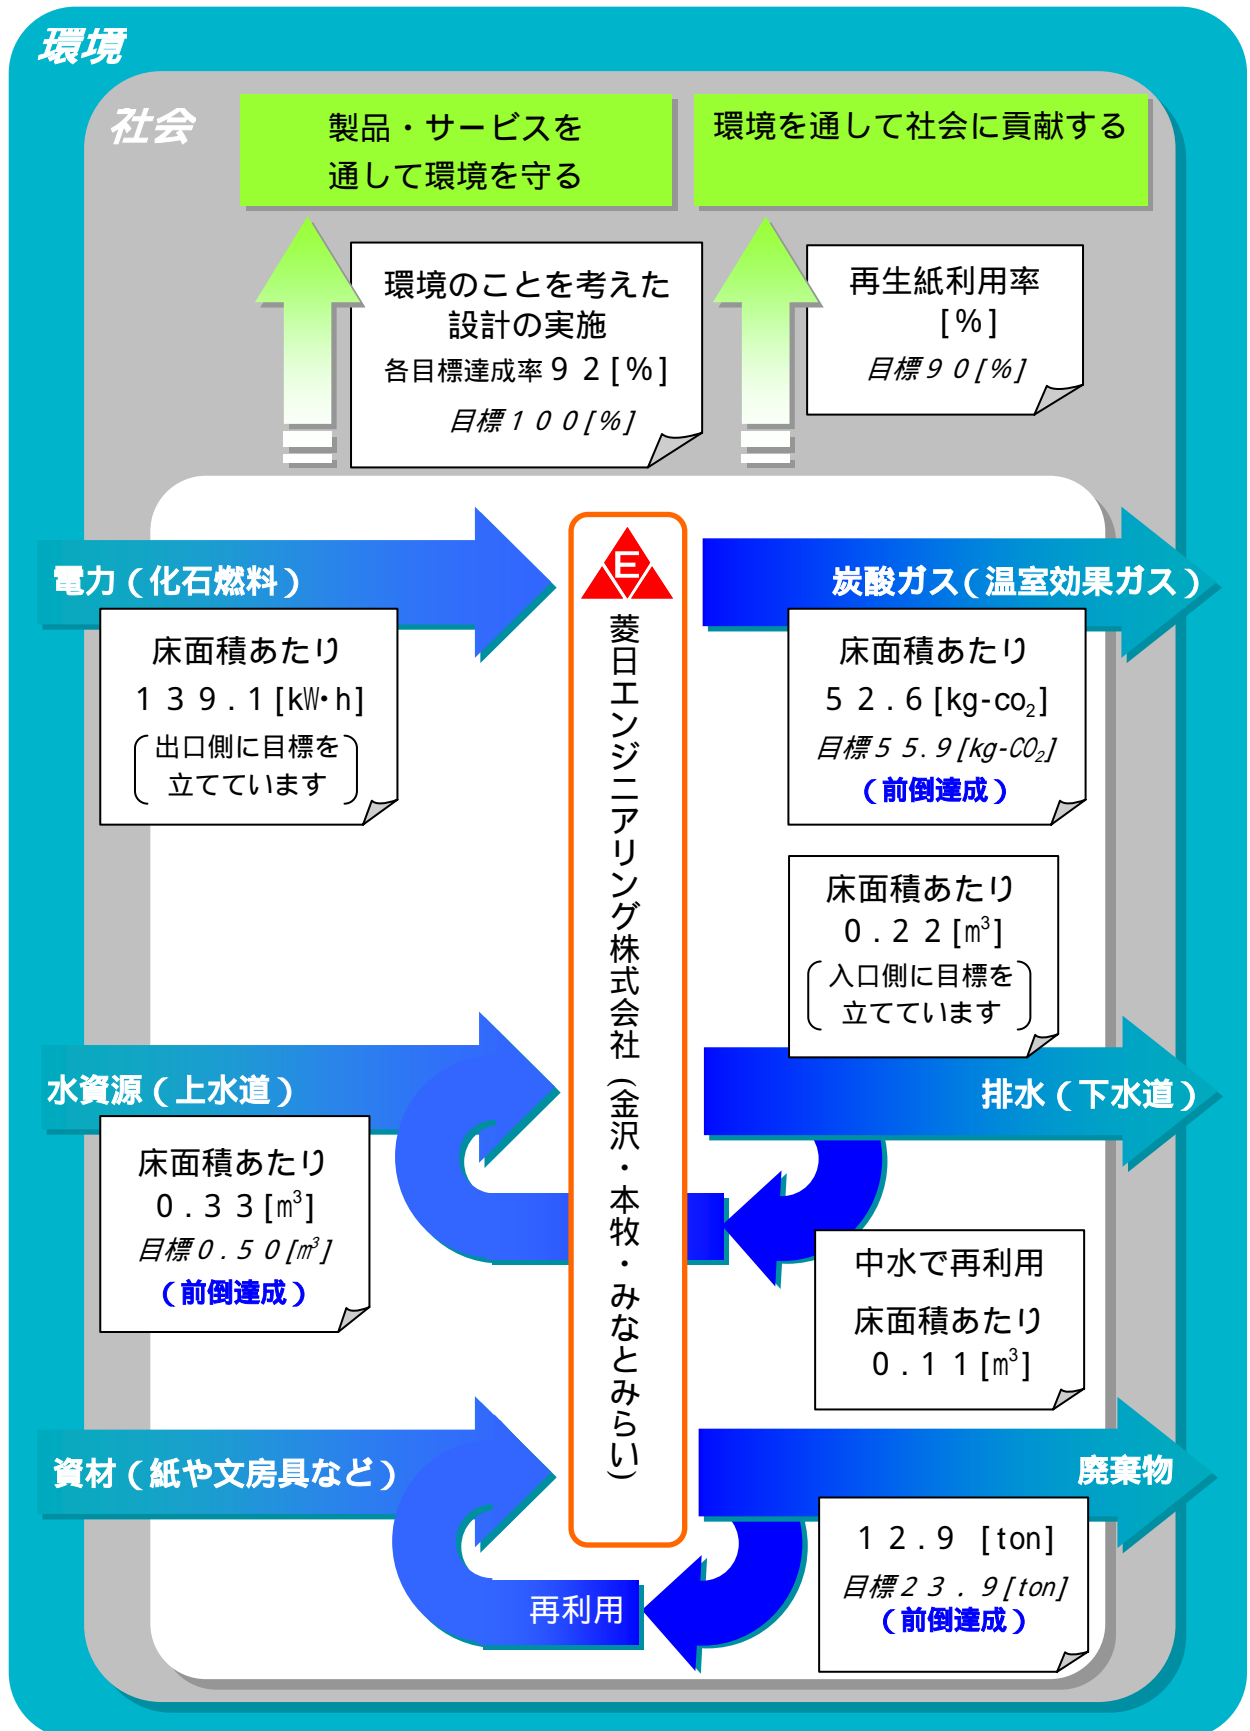 環境
社会
製品・サービスを
通して環境を守る
環境を通して社会に貢献する
環境のことを考えた
設計の実施
各目標達成率92[%]
目標100[%]
再生紙利用率
[%]
目標90[%]
電力（化石燃料）
床面積あたり
139.1[kW・h]
出口側に目標を
立てています
E
菱日エンジニアリング株式会社（金沢・本牧・みなとみらい）
炭酸ガス（温室効果ガス）
床面積あたり
52.6[kg-co₂]
目標55.9[kg-CO₂]
（前倒達成）
床面積あたり
0.22[m³]
入口側に目標を
立てています
水資源（上水道）
床面積あたり
0.33[m³]
目標0.50[m³]
（前倒達成）
排水（下水道）
中水で再利用
床面積あたり
0.11[m³]
資材（紙や文房具など）
再利用
廃棄物
12.9 [ton]
目標23.9[ton]
（前倒達成）